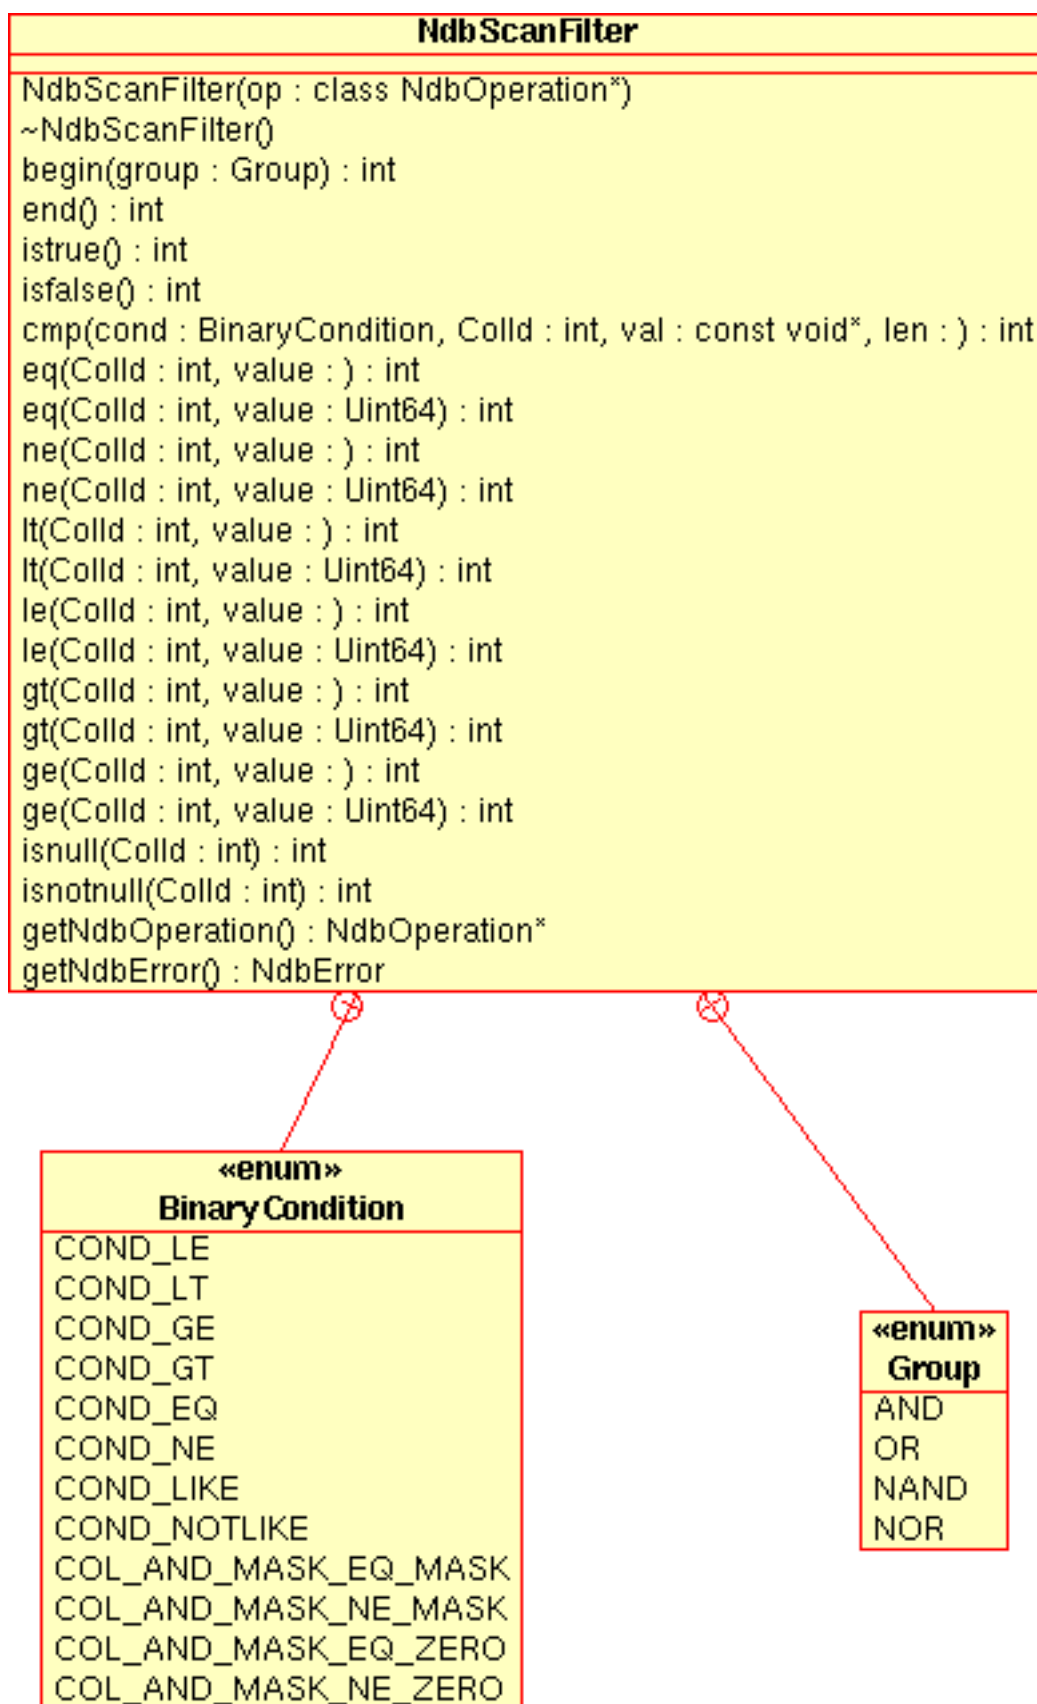 NdbScanFilter
NdbScanFilter(op : class NdbOperation*)
~NdbScanFilter()
begin(group : Group) : int
end() : int
istrue() : int
isfalse() : int
cmp(cond : BinaryCondition, ColId : int, val : const void*, len : ) : int
eq(ColId : int, value : ) : int
eq(ColId : int, value : Uint64) : int
ne(ColId : int, value : ) : int
ne(ColId : int, value : Uint64) : int
lt(ColId : int, value : ) : int
lt(ColId : int, value : Uint64) : int
le(ColId : int, value : ) : int
le(ColId : int, value : Uint64) : int
gt(ColId : int, value : ) : int
gt(ColId : int, value : Uint64) : int
ge(ColId : int, value : ) : int
ge(ColId : int, value : Uint64) : int
isnull(ColId : int) : int
isnotnull(ColId : int) : int
getNdbOperation() : NdbOperation*
getNdbError() : NdbError
«enum»
BinaryCondition
COND_LE
COND_LT
COND_GE
COND_GT
COND_EQ
COND_NE
COND_LIKE
COND_NOTLIKE
COL_AND_MASK_EQ_MASK
COL_AND_MASK_NE_MASK
COL_AND_MASK_EQ_ZERO
COL_AND_MASK_NE_ZERO
«enum»
Group
AND
OR
NAND
NOR